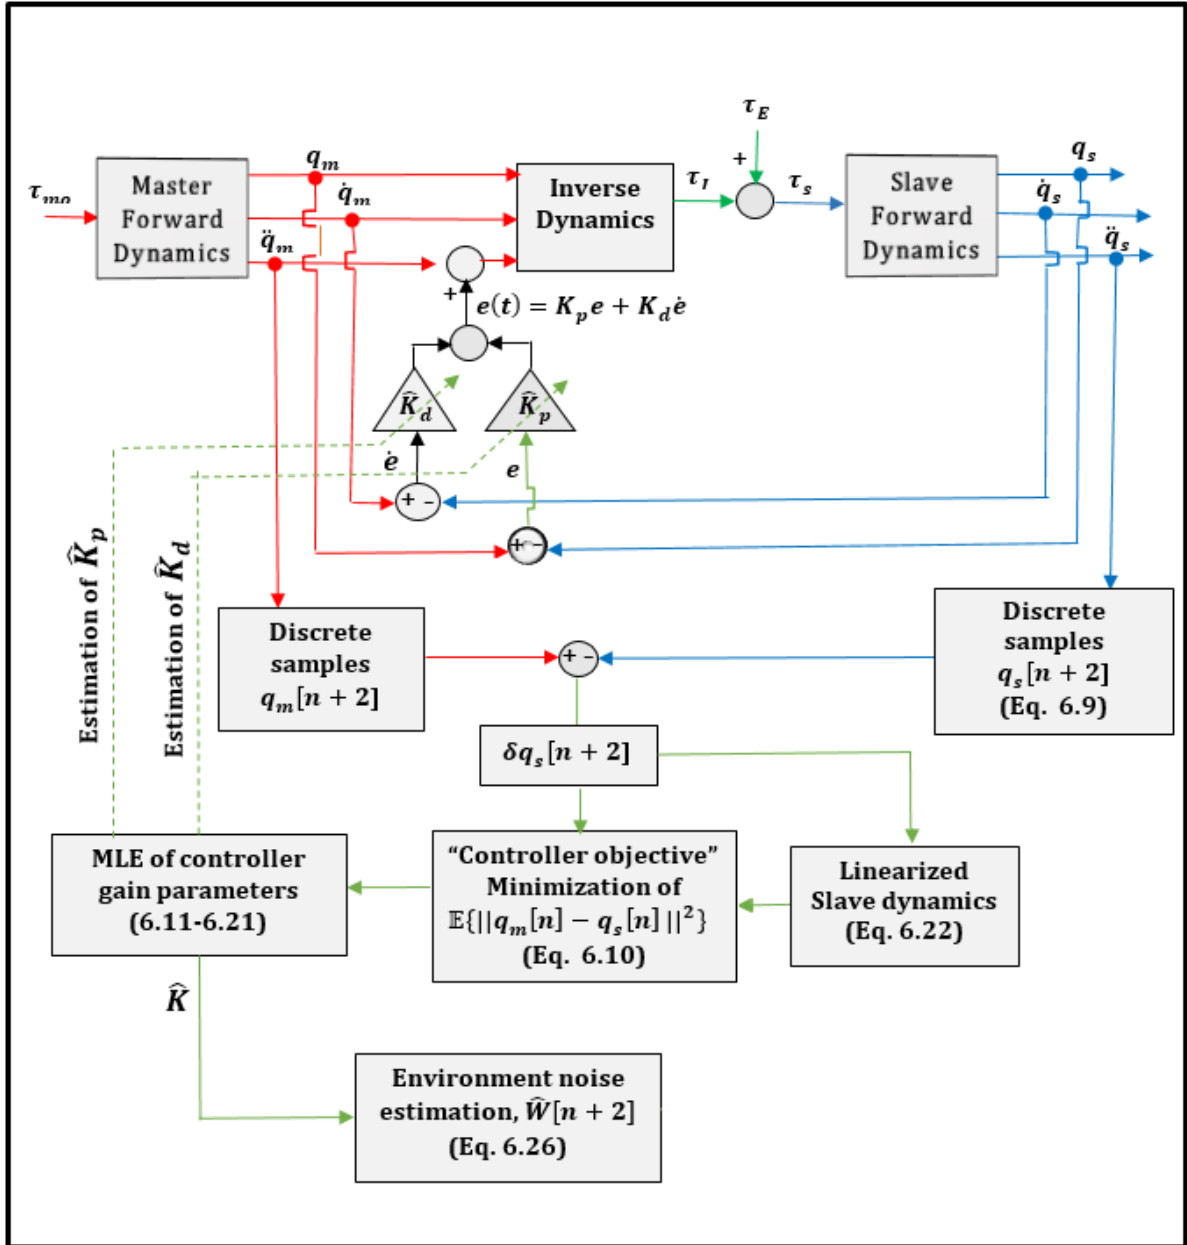 τ_E
+
q_m
q̇_m
q̈_m
τ_mo
Master
Forward
Dynamics
Inverse
Dynamics
τ_I
τ_s
Slave
Forward
Dynamics
q_s
q̇_s
q̈_s
+
e(t) = K_p e + K_d ė
K̂_d
K̂_p
ė
e
+ -
+ -
Estimation of K̂_p
Estimation of K̂_d
Discrete
samples
q_m[n + 2]
+ -
Discrete
samples
q_s[n + 2]
(Eq. 6.9)
δq_s[n + 2]
MLE of controller
gain parameters
(6.11-6.21)
“Controller objective”
Minimization of
𝔼{||q_m[n] − q_s[n]||²}
(Eq. 6.10)
Linearized
Slave dynamics
(Eq. 6.22)
K̂
Environment noise
estimation, Ŵ[n + 2]
(Eq. 6.26)